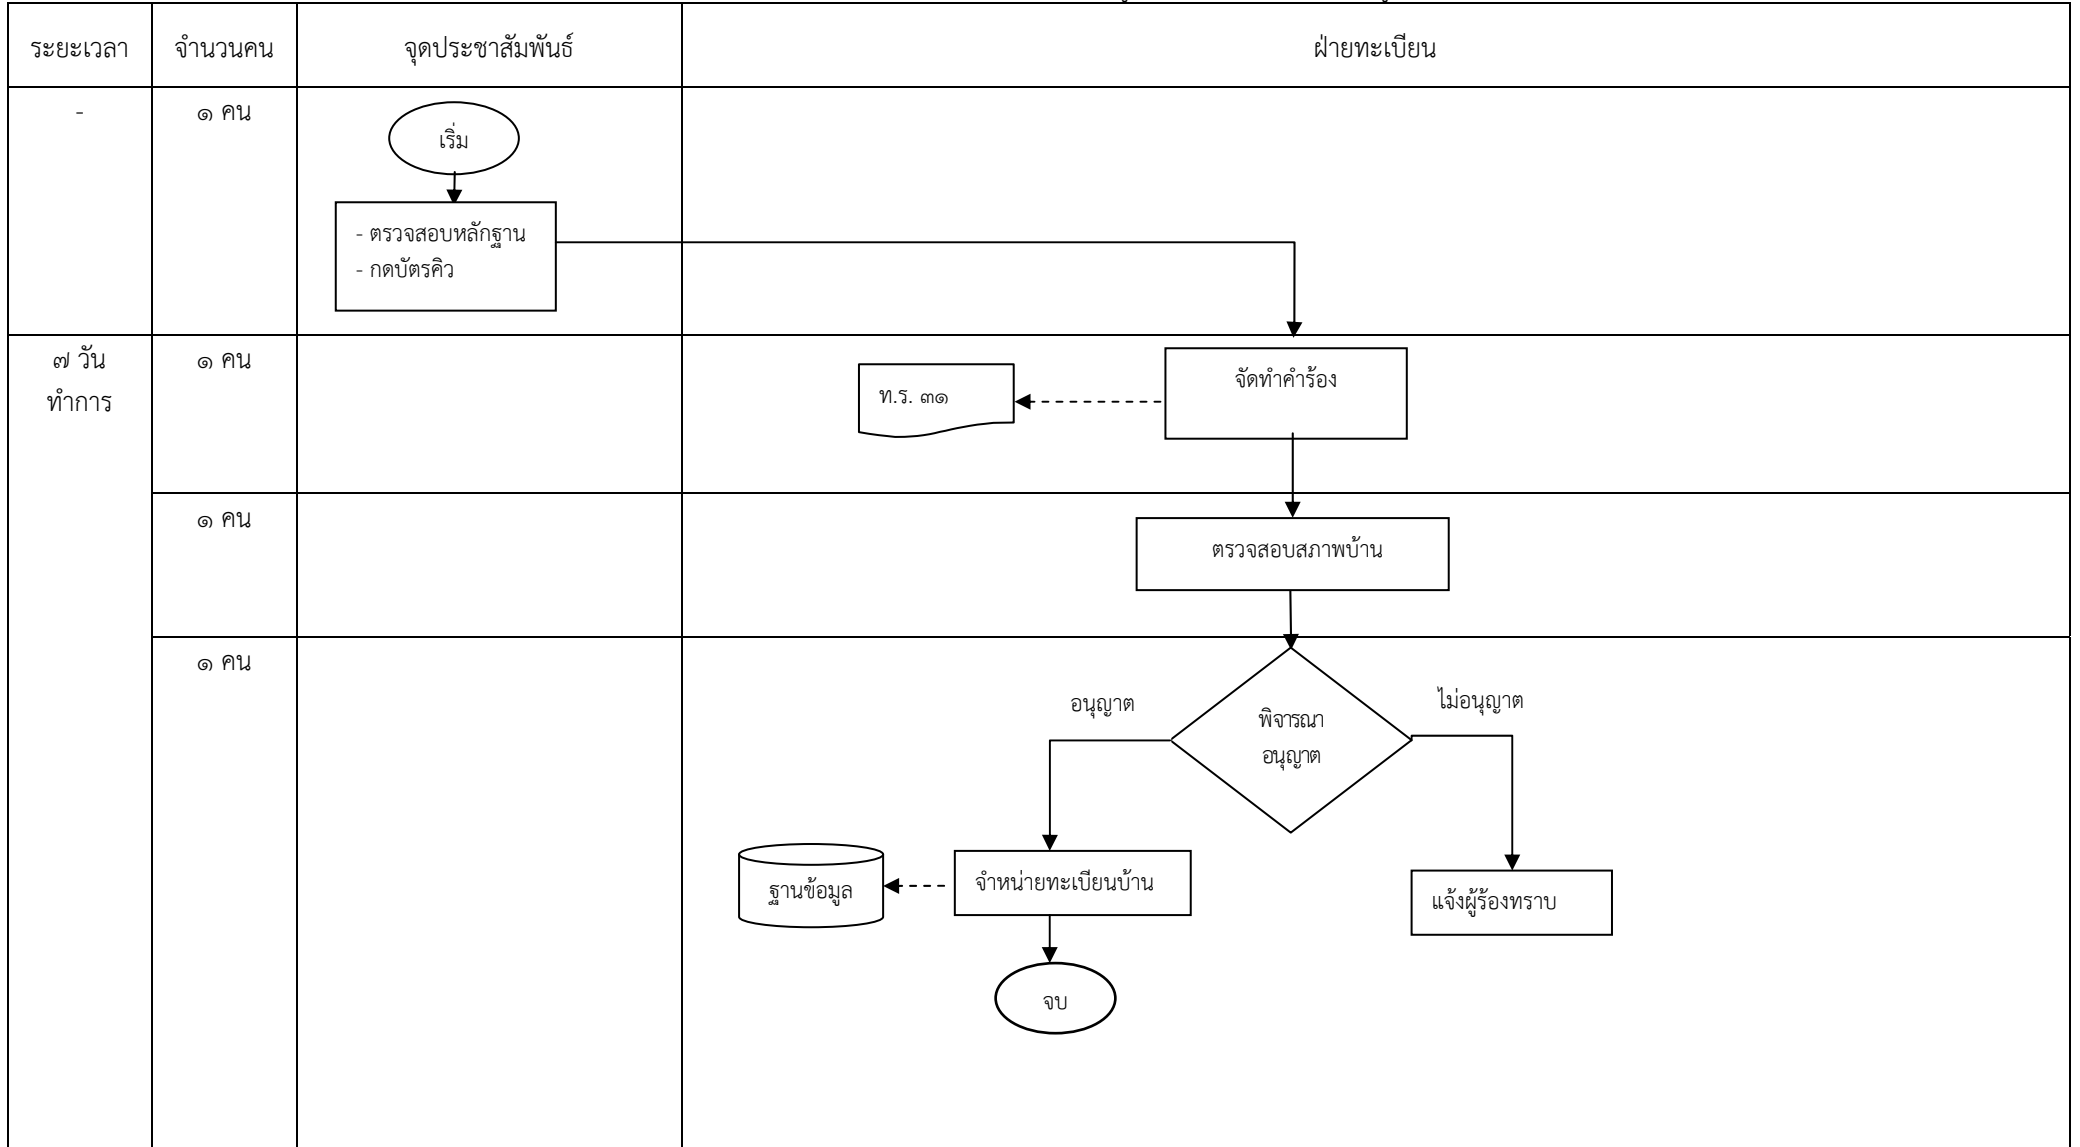 ระยะเวลา
จำนวนคน
จุดประชาสัมพันธ์
ฝ่ายทะเบียน
-
๑ คน
เริ่ม
- ตรวจสอบหลักฐาน
- กดบัตรคิว
๗ วัน
ทำการ
๑ คน
ท.ร. ๓๑
จัดทำคำร้อง
๑ คน
ตรวจสอบสภาพบ้าน
๑ คน
อนุญาต
พิจารณา
อนุญาต
ไม่อนุญาต
ฐานข้อมูล
จำหน่ายทะเบียนบ้าน
แจ้งผู้ร้องทราบ
จบ